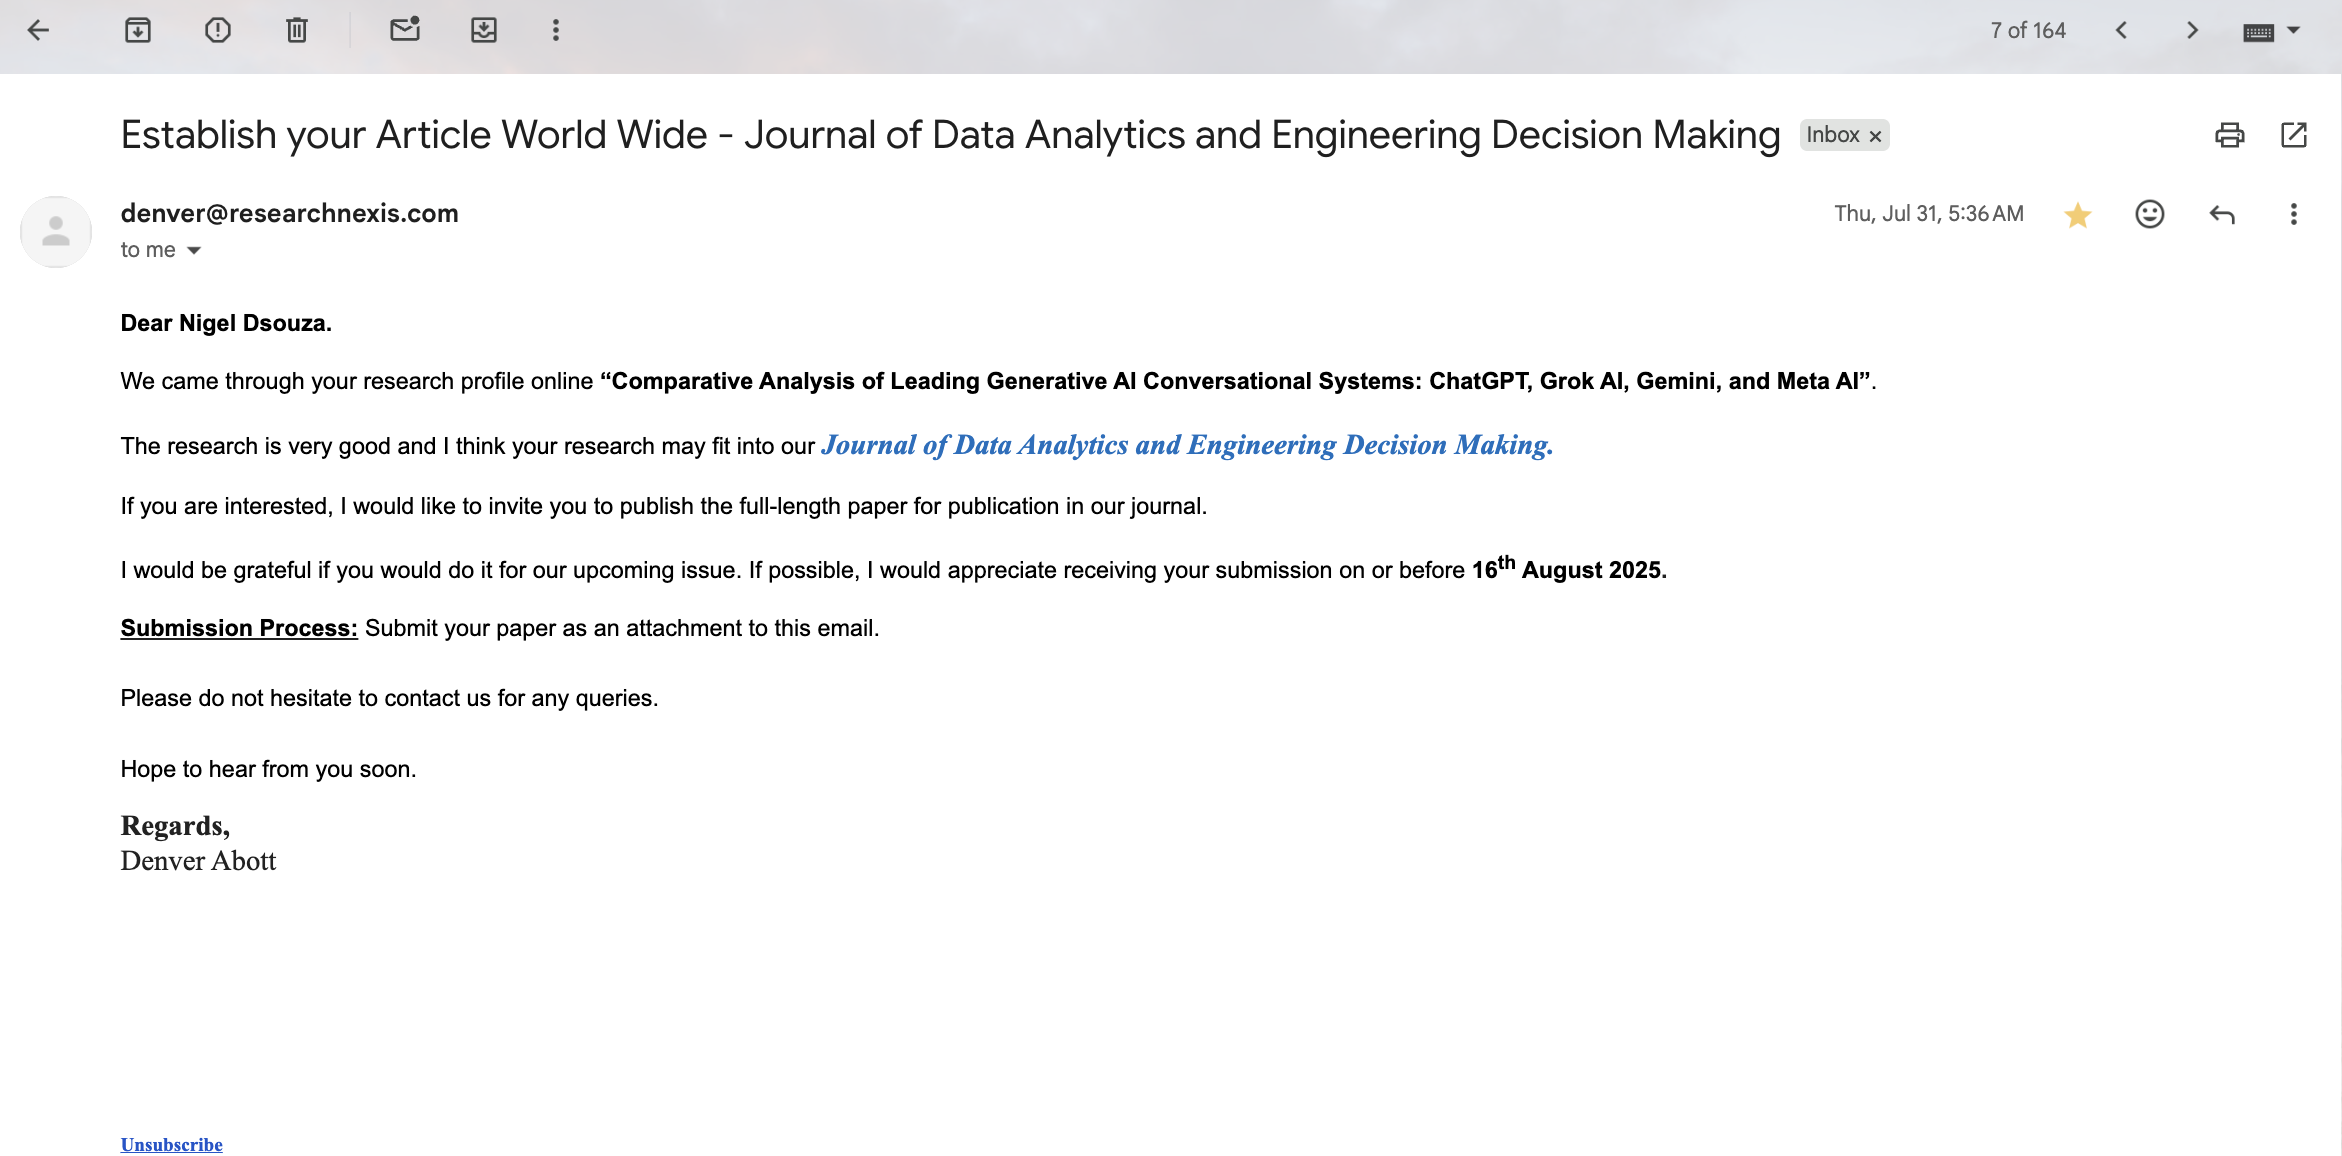 7 of 164
Establish your Article World Wide - Journal of Data Analytics and Engineering Decision Making Inbox ×
denver@researchnexis.com
Thu, Jul 31, 5:36 AM
to me
Dear Nigel Dsouza.
We came through your research profile online “Comparative Analysis of Leading Generative AI Conversational Systems: ChatGPT, Grok AI, Gemini, and Meta AI”.
The research is very good and I think your research may fit into our Journal of Data Analytics and Engineering Decision Making.
If you are interested, I would like to invite you to publish the full-length paper for publication in our journal.
I would be grateful if you would do it for our upcoming issue. If possible, I would appreciate receiving your submission on or before 16th August 2025.
Submission Process: Submit your paper as an attachment to this email.
Please do not hesitate to contact us for any queries.
Hope to hear from you soon.
Regards,
Denver Abott
Unsubscribe